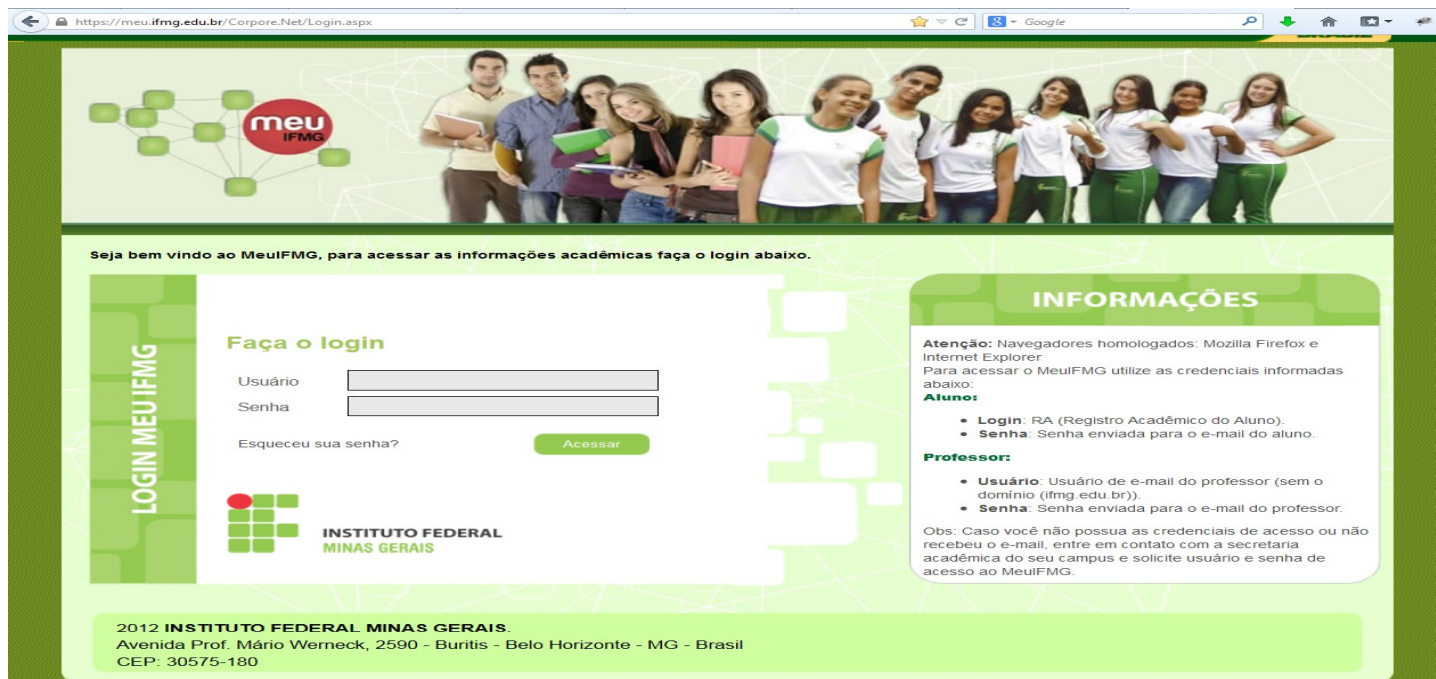 https://meu.ifmg.edu.br/Corpore.Net/Login.aspx
Google
meu
IFMG
Seja bem vindo ao MeuIFMG, para acessar as informações acadêmicas faça o login abaixo.
LOGIN MEU IFMG
Faça o login
Usuário
Senha
Esqueceu sua senha?
Acessar
INSTITUTO FEDERAL
MINAS GERAIS
INFORMAÇÕES
Atenção: Navegadores homologados: Mozilla Firefox e
Internet Explorer
Para acessar o MeuIFMG utilize as credenciais informadas
abaixo:
Aluno:
Login: RA (Registro Acadêmico do Aluno).
Senha: Senha enviada para o e-mail do aluno.
Professor:
Usuário: Usuário de e-mail do professor (sem o
domínio (ifmg.edu.br)).
Senha: Senha enviada para o e-mail do professor.
Obs: Caso você não possua as credenciais de acesso ou não
recebeu o e-mail, entre em contato com a secretaria
acadêmica do seu campus e solicite usuário e senha de
acesso ao MeuIFMG.
2012 INSTITUTO FEDERAL MINAS GERAIS.
Avenida Prof. Mário Werneck, 2590 - Buritis - Belo Horizonte - MG - Brasil
CEP: 30575-180